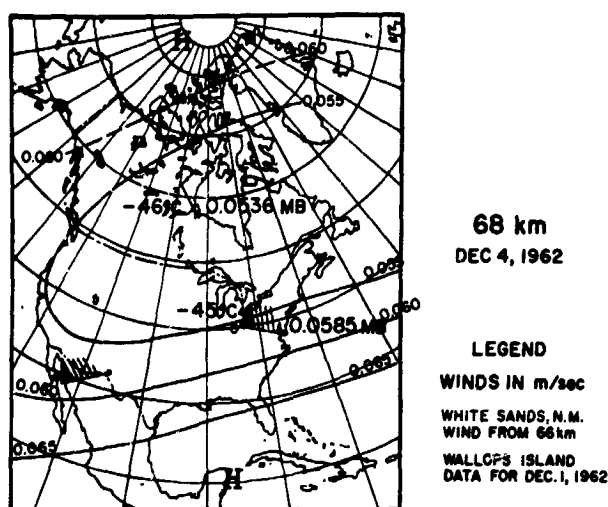 H
0.060
0.055
0.060
-46°C 0.0536 MB
0.055
-45°C
0.060
0.0585 MB
0.065
0.060
0.065
H
68 km
DEC 4, 1962
LEGEND
WINDS IN m/sec
WHITE SANDS, N.M.
WIND FROM 66km
WALLOPS ISLAND
DATA FOR DEC. 1, 1962